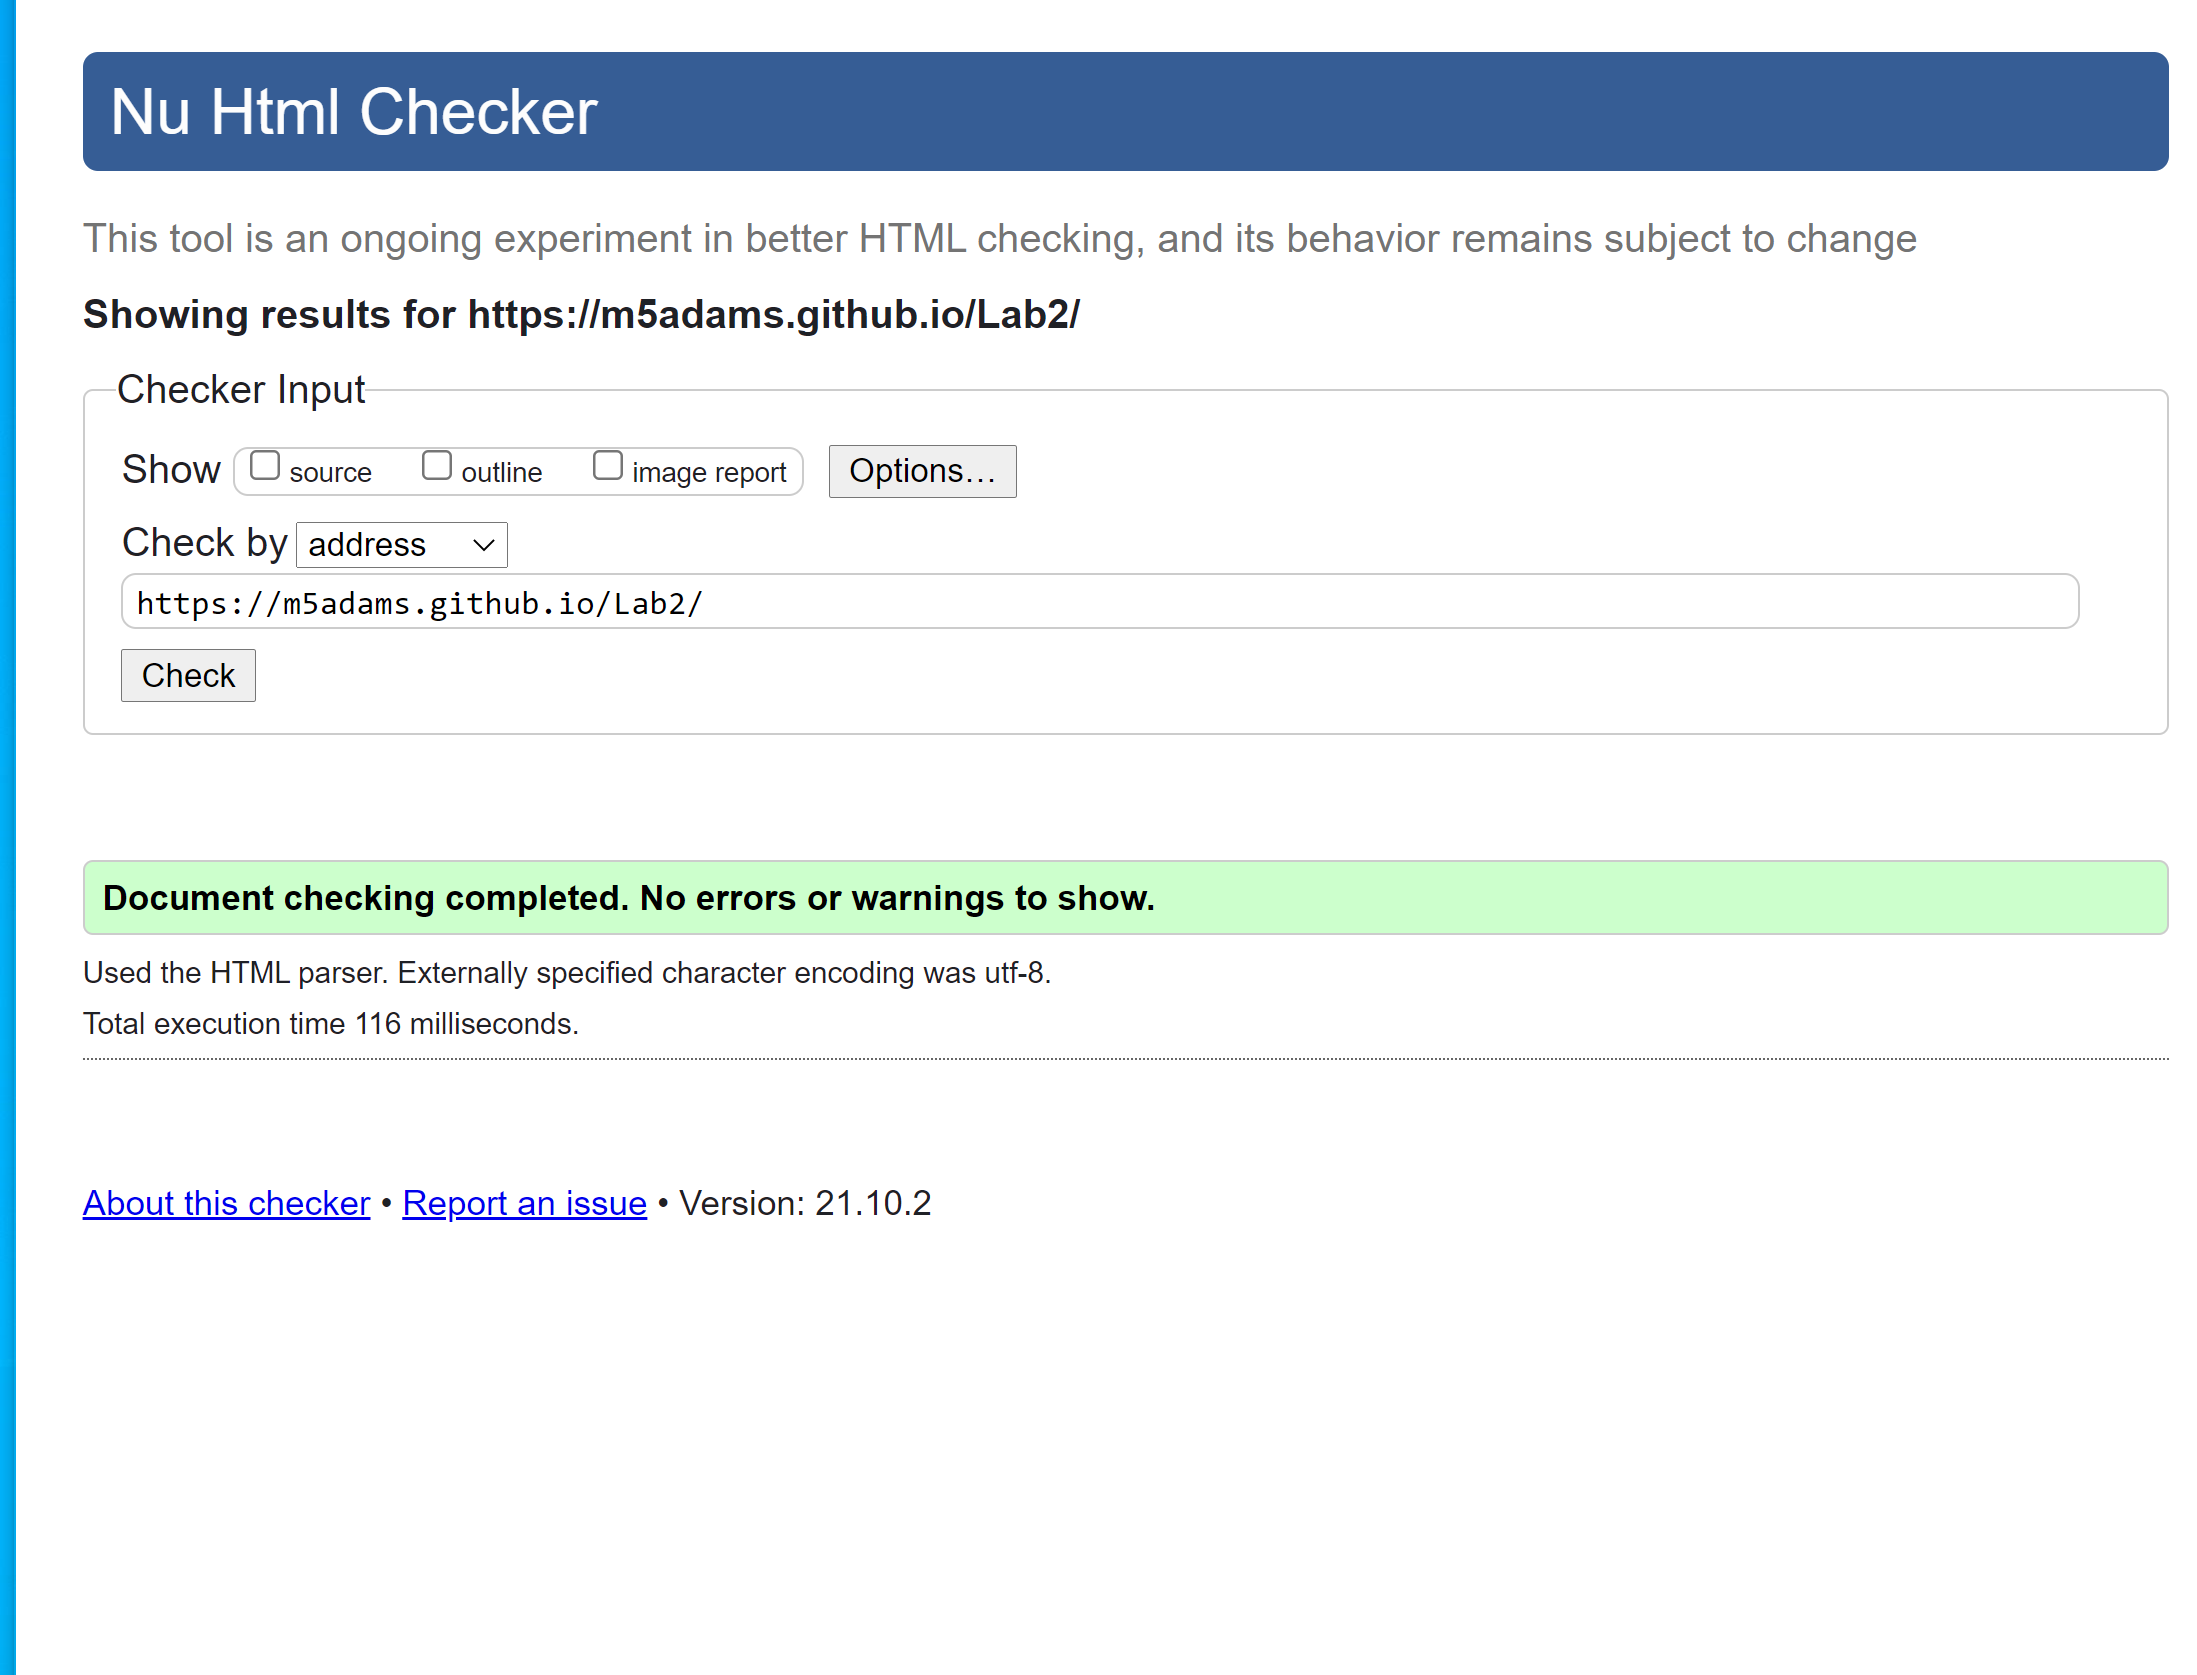 Nu Html Checker
This tool is an ongoing experiment in better HTML checking, and its behavior remains subject to change
Showing results for https://m5adams.github.io/Lab2/
Checker Input
Show source outline image report Options...
Check by address
https://m5adams.github.io/Lab2/
Check
Document checking completed. No errors or warnings to show.
Used the HTML parser. Externally specified character encoding was utf-8.
Total execution time 116 milliseconds.
About this checker • Report an issue • Version: 21.10.2